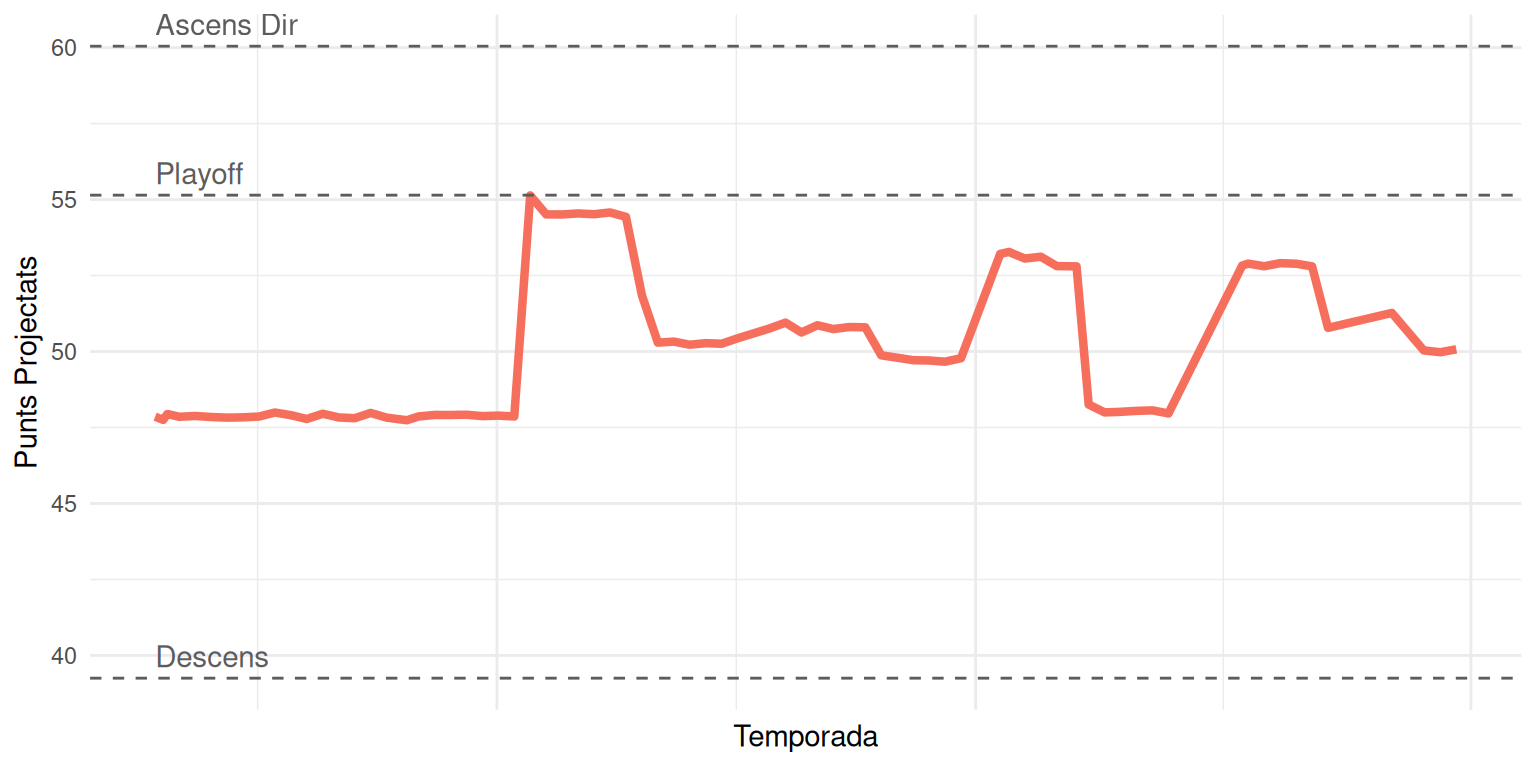 Ascens Dir
60
Playoff
55
50
45
40
Descens
Punts Projectats
Temporada